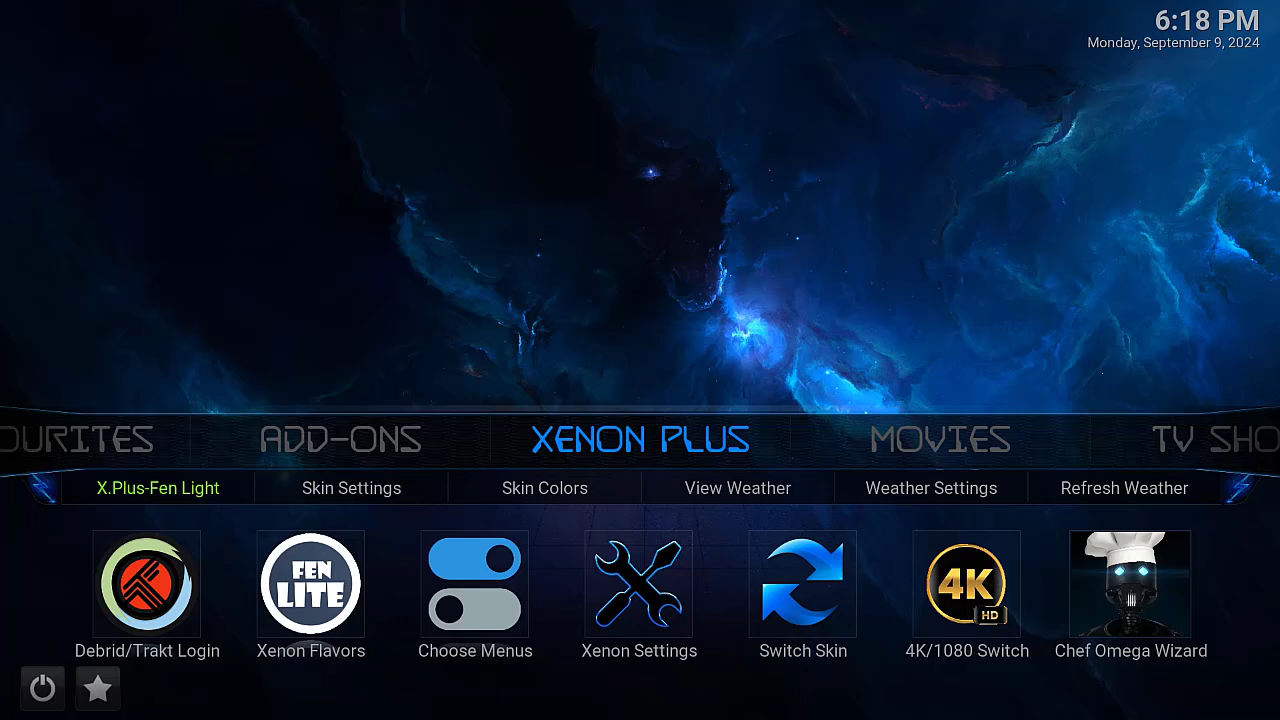 6:18 PM
Monday, September 9, 2024
OURITES ADD-ONS XENON PLUS MOVIES TV SHO
X.Plus-Fen Light Skin Settings Skin Colors View Weather Weather Settings Refresh Weather
FEN
LITE
4K
HD
Debrid/Trakt Login Xenon Flavors Choose Menus Xenon Settings Switch Skin 4K/1080 Switch Chef Omega Wizard